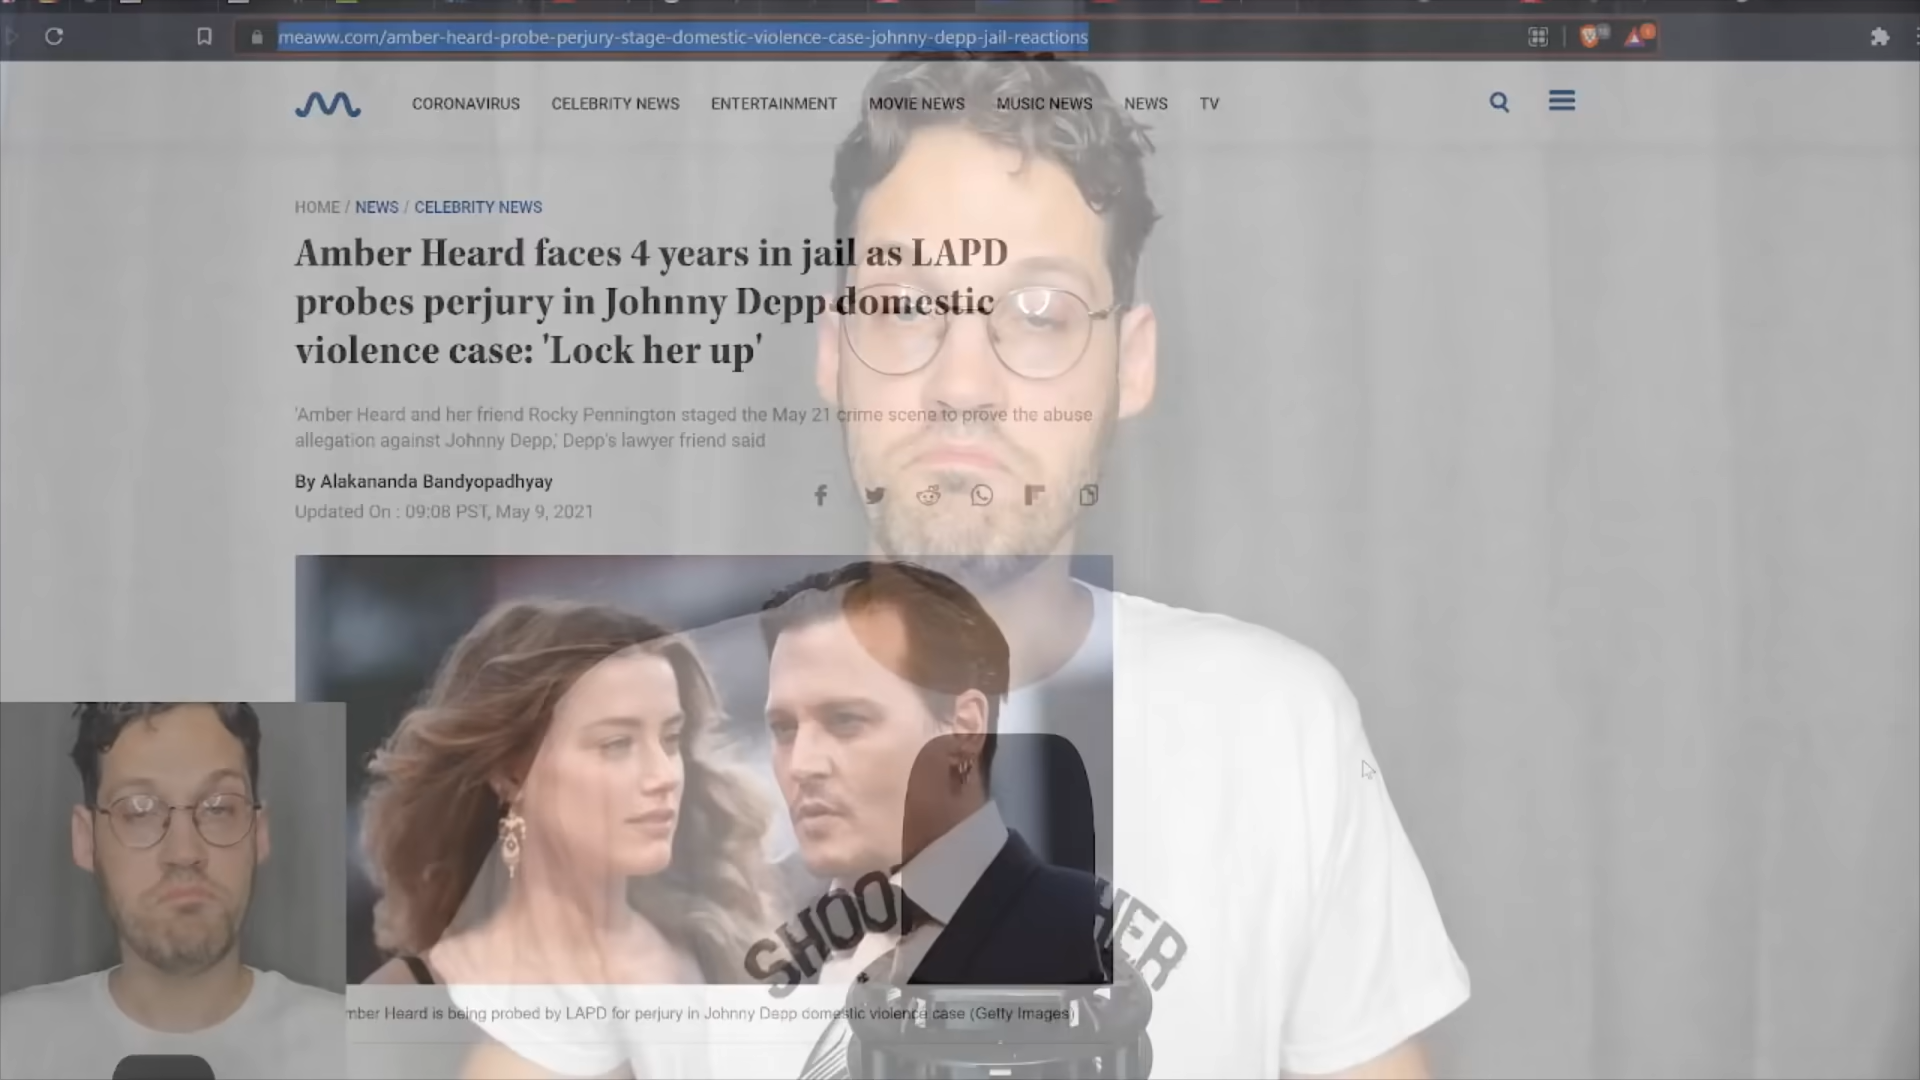 meaww.com/amber-heard-probe-perjury-stage-domestic-violence-case-johnny-depp-jail-reactions
CORONAVIRUS CELEBRITY NEWS ENTERTAINMENT MOVIE NEWS MUSIC NEWS NEWS TV
HOME / NEWS / CELEBRITY NEWS
Amber Heard faces 4 years in jail as LAPD
probes perjury in Johnny Depp domestic
violence case: 'Lock her up'
'Amber Heard and her friend Rocky Pennington staged the May 21 crime scene to prove the abuse
allegation against Johnny Depp,' Depp's lawyer friend said
By Alakananda Bandyopadhyay
Updated On : 09:08 PST, May 9, 2021
mber Heard is being probed by LAPD for perjury in Johnny Depp domestic violence case (Getty Images)